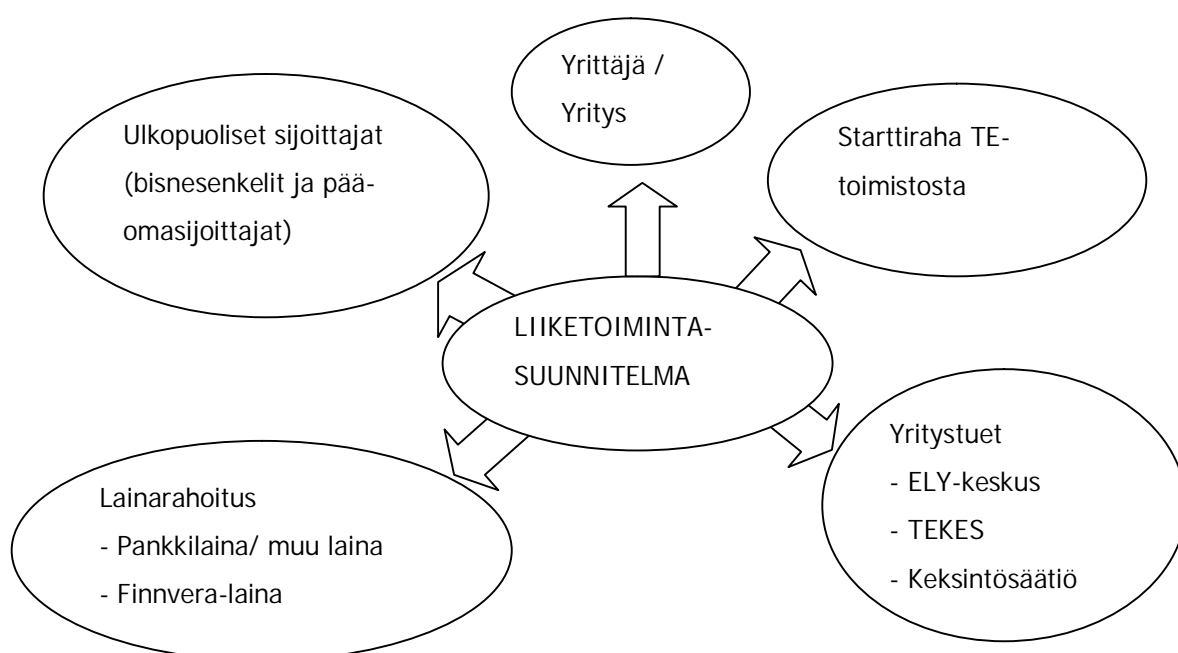 Yrittäjä /
Yritys
Ulkopuoliset sijoittajat
(bisnesenkelit ja pää-
omasijoittajat)
Starttiraha TE-
toimistosta
LIIKETOIMINTA-
SUUNNITELMA
Yritystuet
- ELY-keskus
- TEKES
- Keksintösäätiö
Lainarahoitus
- Pankkilaina/ muu laina
- Finnvera-laina